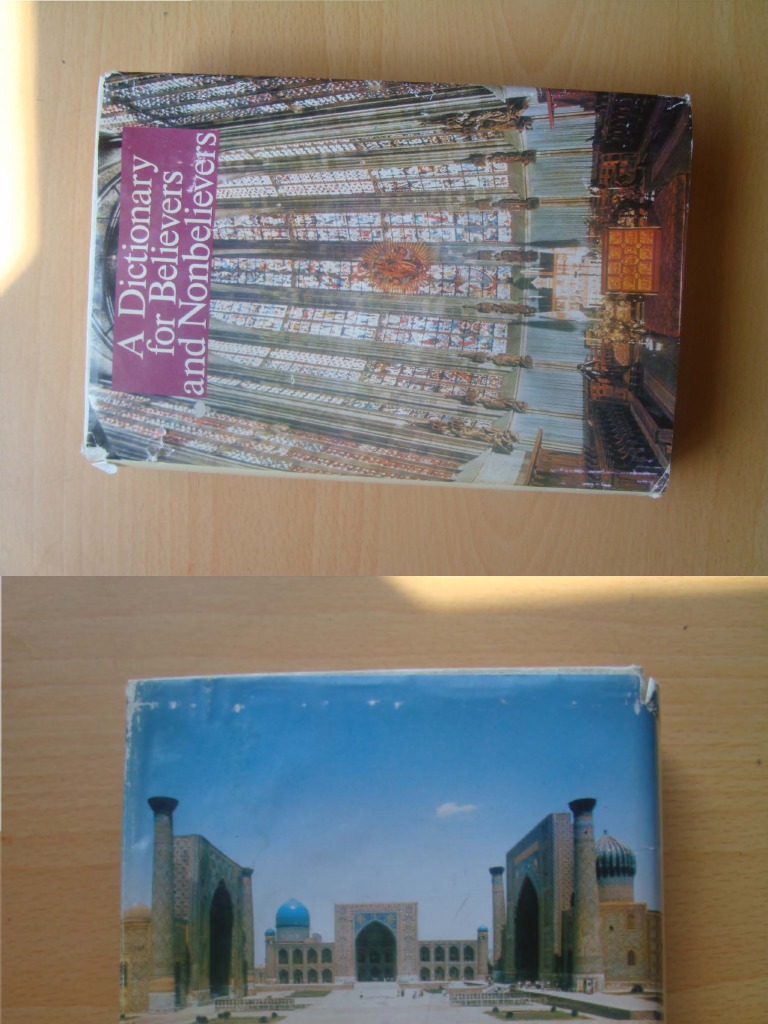 A Dictionary
for Believers
and Nonbelievers